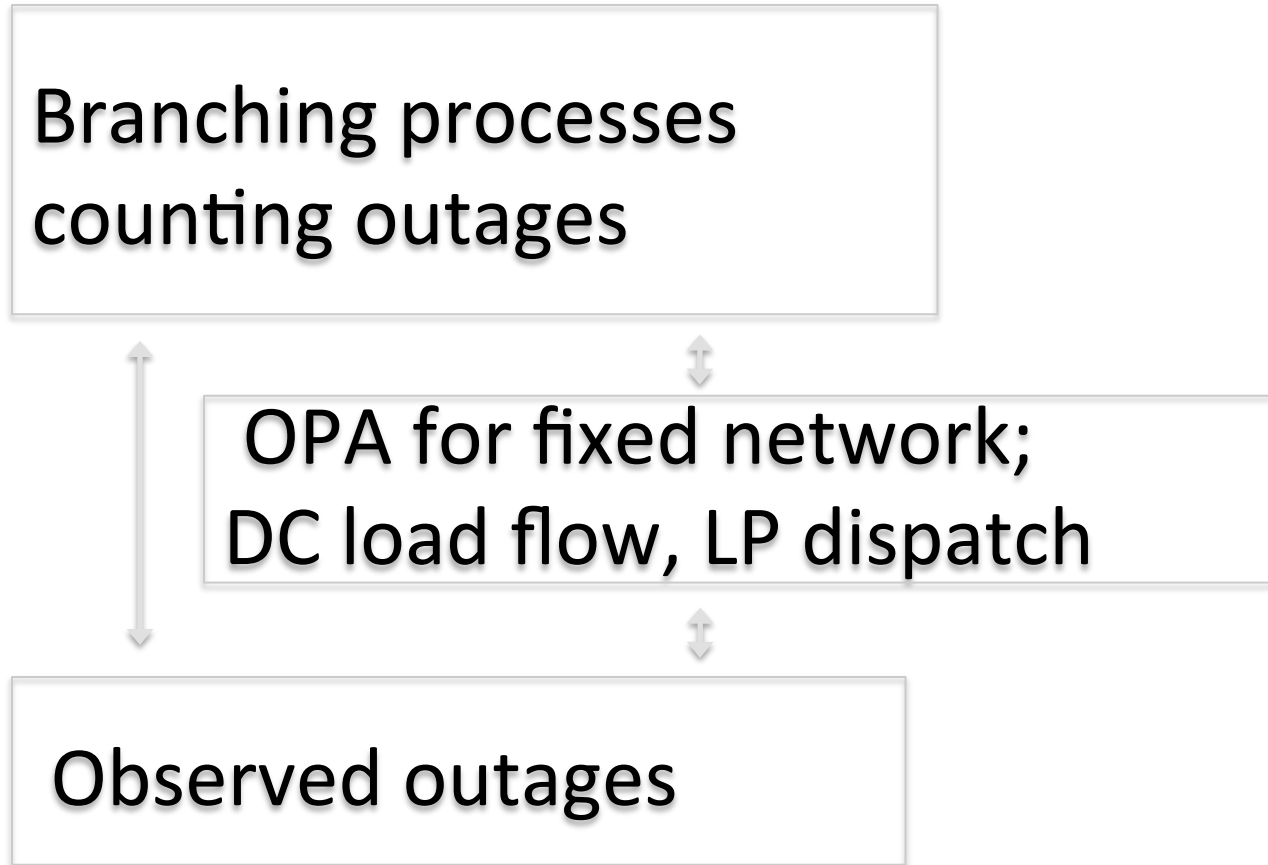 Branching processes
counting outages
OPA for fixed network;
DC load flow, LP dispatch
Observed outages